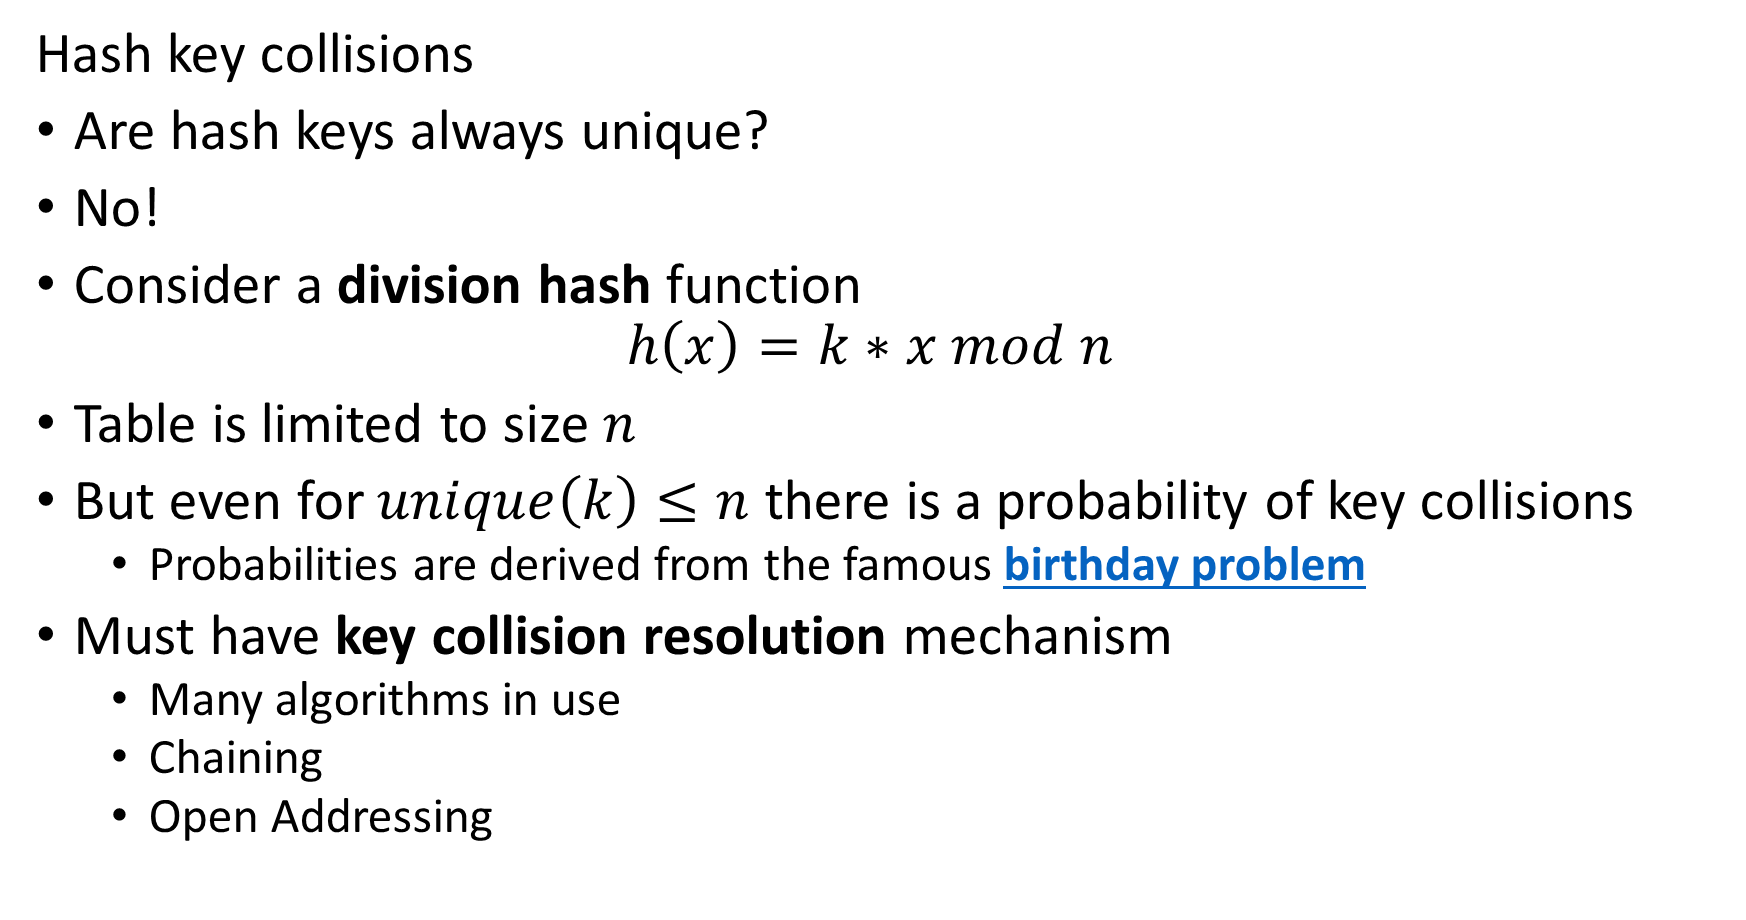 Hash key collisions
• Are hash keys always unique?
• No!
• Consider a division hash function
h(x) = k ∗ x mod n
• Table is limited to size n
• But even for unique(k) ≤ n there is a probability of key collisions
• Probabilities are derived from the famous birthday problem
• Must have key collision resolution mechanism
• Many algorithms in use
• Chaining
• Open Addressing